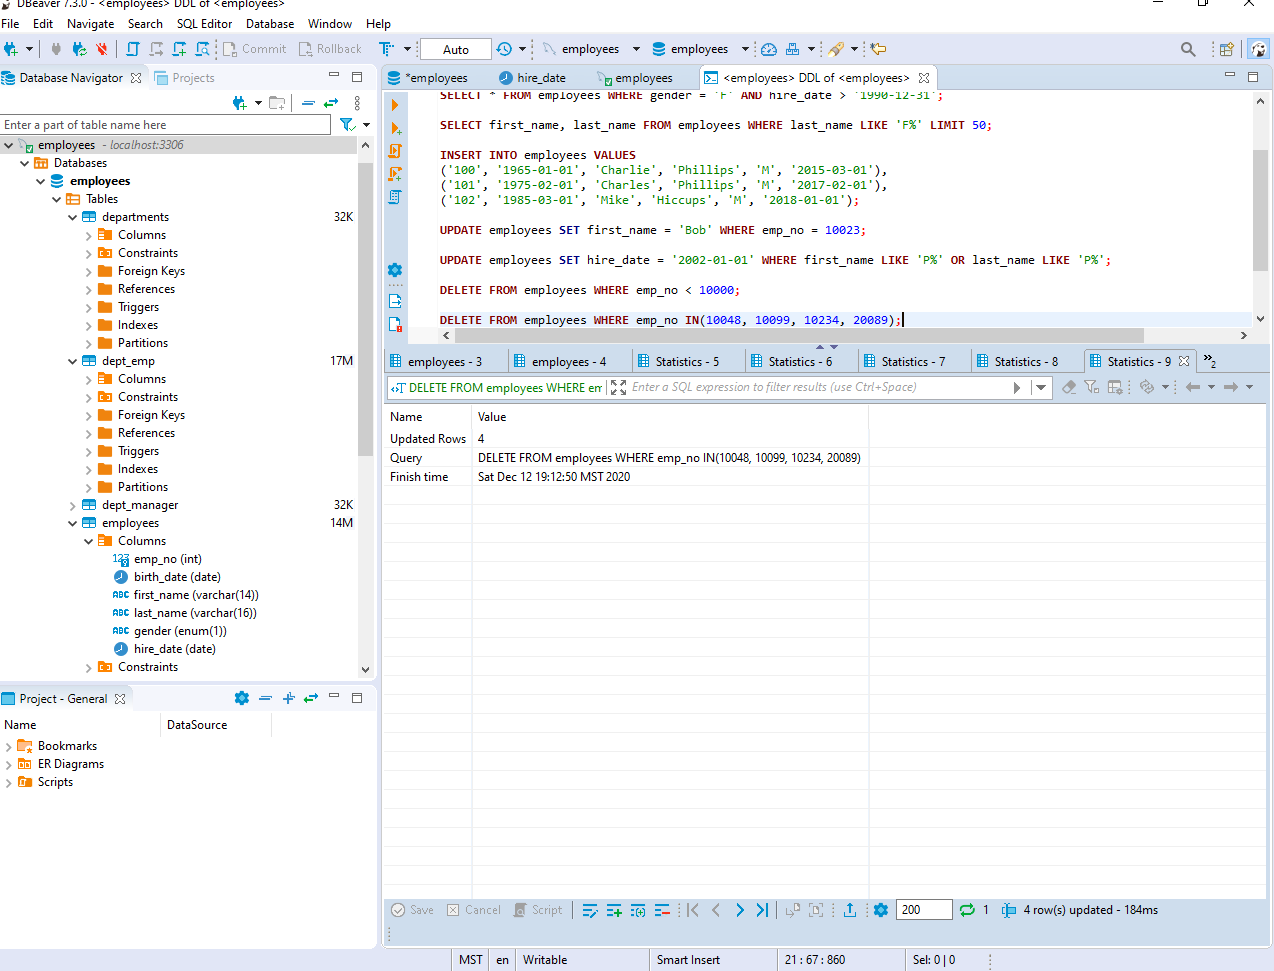 DBeaver 7.3.0 - <employees> DDL of <employees>
File Edit Navigate Search SQL Editor Database Window Help
Commit Rollback Auto employees employees
Database Navigator Projects
Enter a part of table name here
employees - localhost:3306
Databases
employees
Tables
departments 32K
Columns
Constraints
Foreign Keys
References
Triggers
Indexes
Partitions
dept_emp 17M
Columns
Constraints
Foreign Keys
References
Triggers
Indexes
Partitions
dept_manager 32K
employees 14M
Columns
123 emp_no (int)
birth_date (date)
ABC first_name (varchar(14))
ABC last_name (varchar(16))
ABC gender (enum(1))
hire_date (date)
Constraints
Project - General
Name DataSource
Bookmarks
ER Diagrams
Scripts
*employees hire_date employees <employees> DDL of <employees>
SELECT * FROM employees WHERE gender = 'F' AND hire_date > '1990-12-31';
SELECT first_name, last_name FROM employees WHERE last_name LIKE 'F%' LIMIT 50;
INSERT INTO employees VALUES
('100', '1965-01-01', 'Charlie', 'Phillips', 'M', '2015-03-01'),
('101', '1975-02-01', 'Charles', 'Phillips', 'M', '2017-02-01'),
('102', '1985-03-01', 'Mike', 'Hiccups', 'M', '2018-01-01');
UPDATE employees SET first_name = 'Bob' WHERE emp_no = 10023;
UPDATE employees SET hire_date = '2002-01-01' WHERE first_name LIKE 'P%' OR last_name LIKE 'P%';
DELETE FROM employees WHERE emp_no < 10000;
DELETE FROM employees WHERE emp_no IN(10048, 10099, 10234, 20089);
employees - 3 employees - 4 Statistics - 5 Statistics - 6 Statistics - 7 Statistics - 8 Statistics - 9 »2
DELETE FROM employees WHERE em Enter a SQL expression to filter results (use Ctrl+Space)
Name Value
Updated Rows 4
Query DELETE FROM employees WHERE emp_no IN(10048, 10099, 10234, 20089)
Finish time Sat Dec 12 19:12:50 MST 2020
Save Cancel Script 200 1 4 row(s) updated - 184ms
MST en Writable Smart Insert 21 : 67 : 860 Sel: 0 | 0